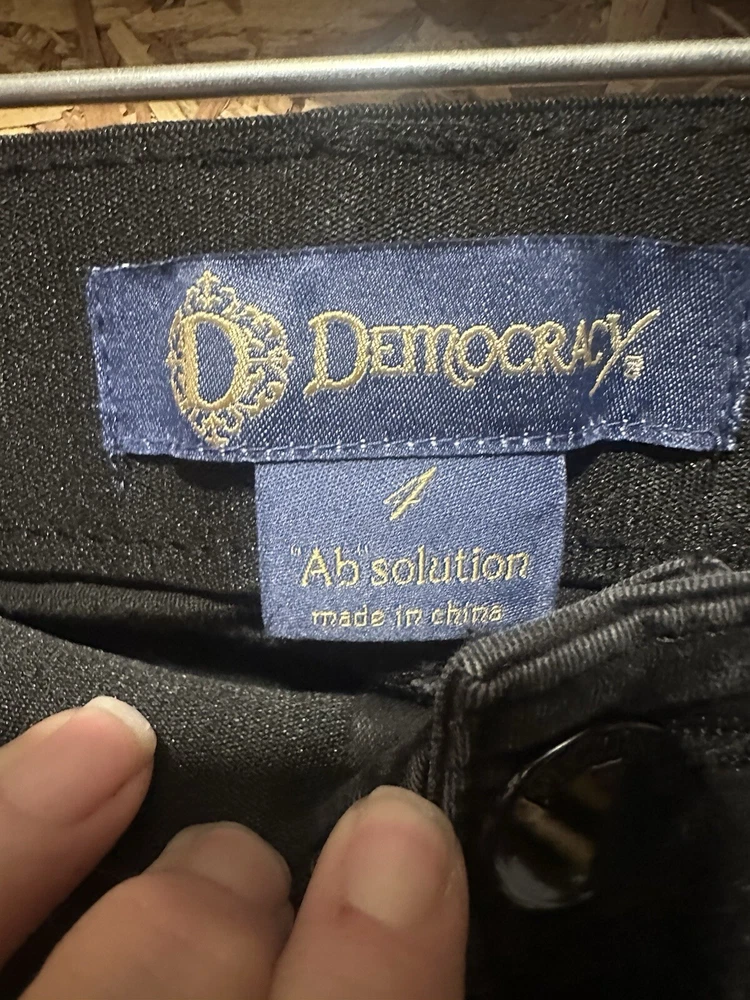 D DEMOCRACY®
4
"Ab"solution
made in china